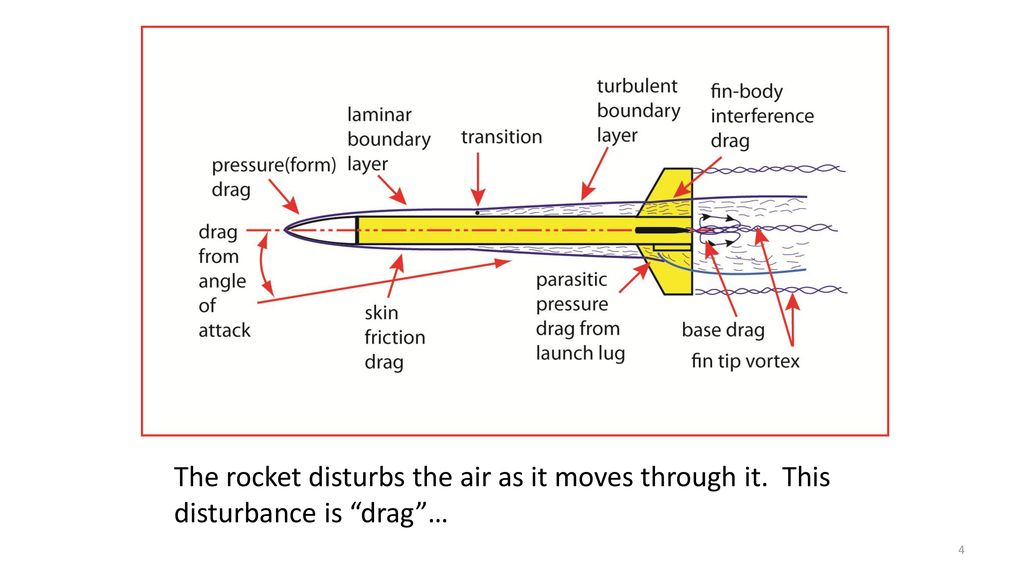 turbulent
boundary
layer
fin-body
interference
drag
laminar
boundary
layer
transition
pressure(form)
drag
drag
from
angle
of
attack
skin
friction
drag
parasitic
pressure
drag from
launch lug
base drag
fin tip vortex
The rocket disturbs the air as it moves through it.  This
disturbance is “drag”…
4